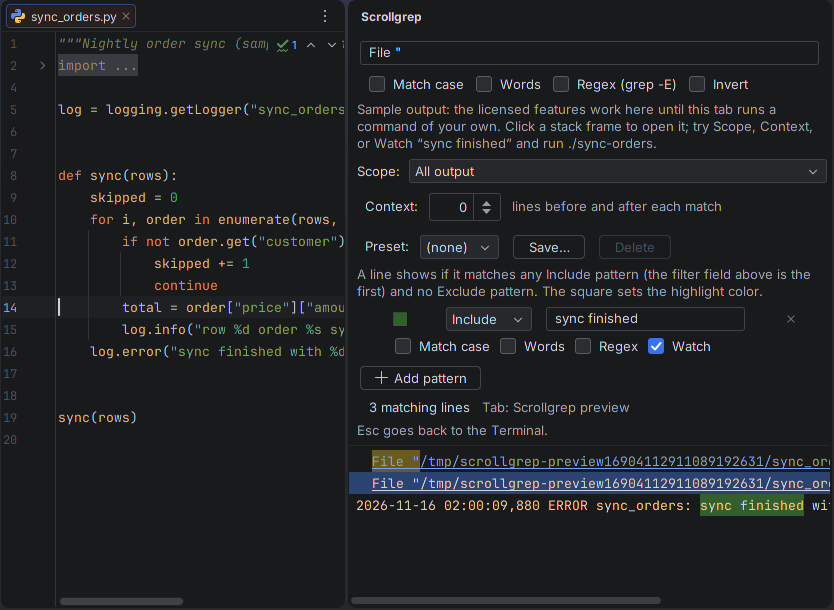 sync_orders.py
1 """Nightly order sync (sam
1
2 import ...
4
5 log = logging.getLogger("sync_orders
6
7
8 def sync(rows):
9 skipped = 0
10 for i, order in enumerate(rows,
11 if not order.get("customer")
12 skipped += 1
13 continue
14 total = order["price"]["amou
15 log.info("row %d order %s sy
16 log.error("sync finished with %d
17
18
19 sync(rows)
20
Scrollgrep
File "
Match case Words Regex (grep -E) Invert
Sample output: the licensed features work here until this tab runs a
command of your own. Click a stack frame to open it; try Scope, Context,
or Watch “sync finished” and run ./sync-orders.
Scope: All output
Context: 0 lines before and after each match
Preset: (none) Save... Delete
A line shows if it matches any Include pattern (the filter field above is the
first) and no Exclude pattern. The square sets the highlight color.
Include sync finished
Match case Words Regex Watch
Add pattern
3 matching lines Tab: Scrollgrep preview
Esc goes back to the Terminal.
File "/tmp/scrollgrep-preview16904112911089192631/sync_or
File "/tmp/scrollgrep-preview16904112911089192631/sync_or
2026-11-16 02:00:09,880 ERROR sync_orders: sync finished wi